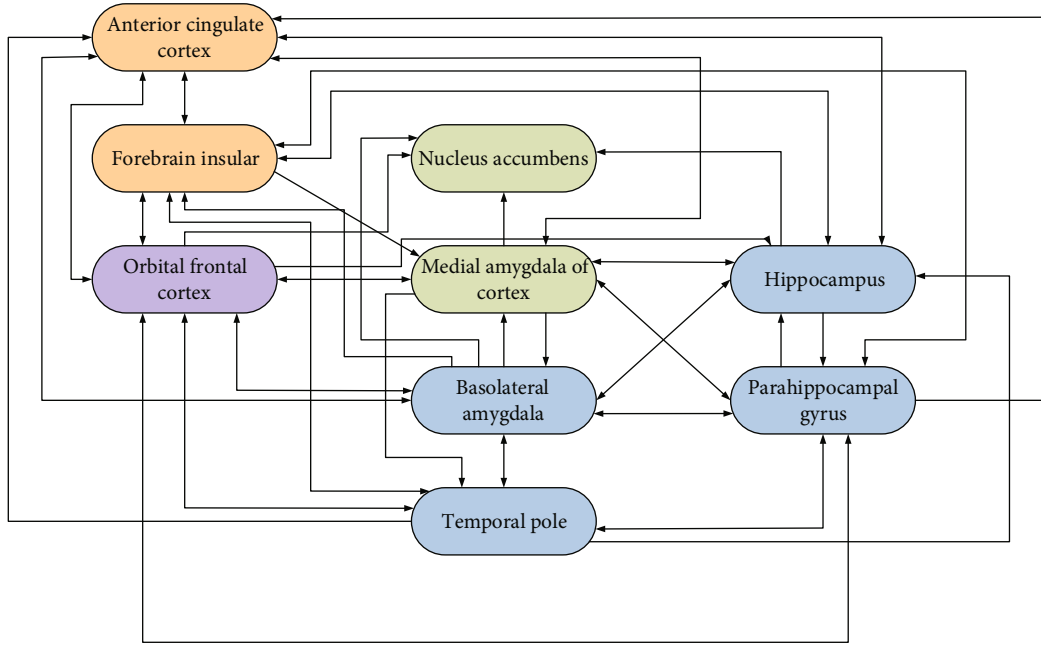 Anterior cingulate
cortex
Forebrain insular
Nucleus accumbens
Orbital frontal
cortex
Medial amygdala of
cortex
Hippocampus
Basolateral
amygdala
Parahippocampal
gyrus
Temporal pole